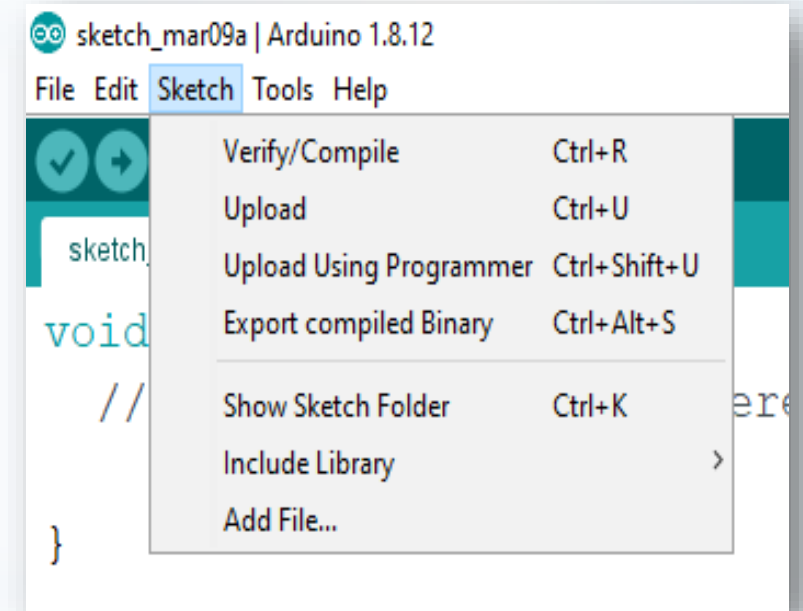 sketch_mar09a | Arduino 1.8.12
File Edit Sketch Tools Help
Verify/Compile Ctrl+R
Upload Ctrl+U
sketch_
Upload Using Programmer Ctrl+Shift+U
void
Export compiled Binary Ctrl+Alt+S
//
Show Sketch Folder Ctrl+K
ere
Include Library >
Add File...
}